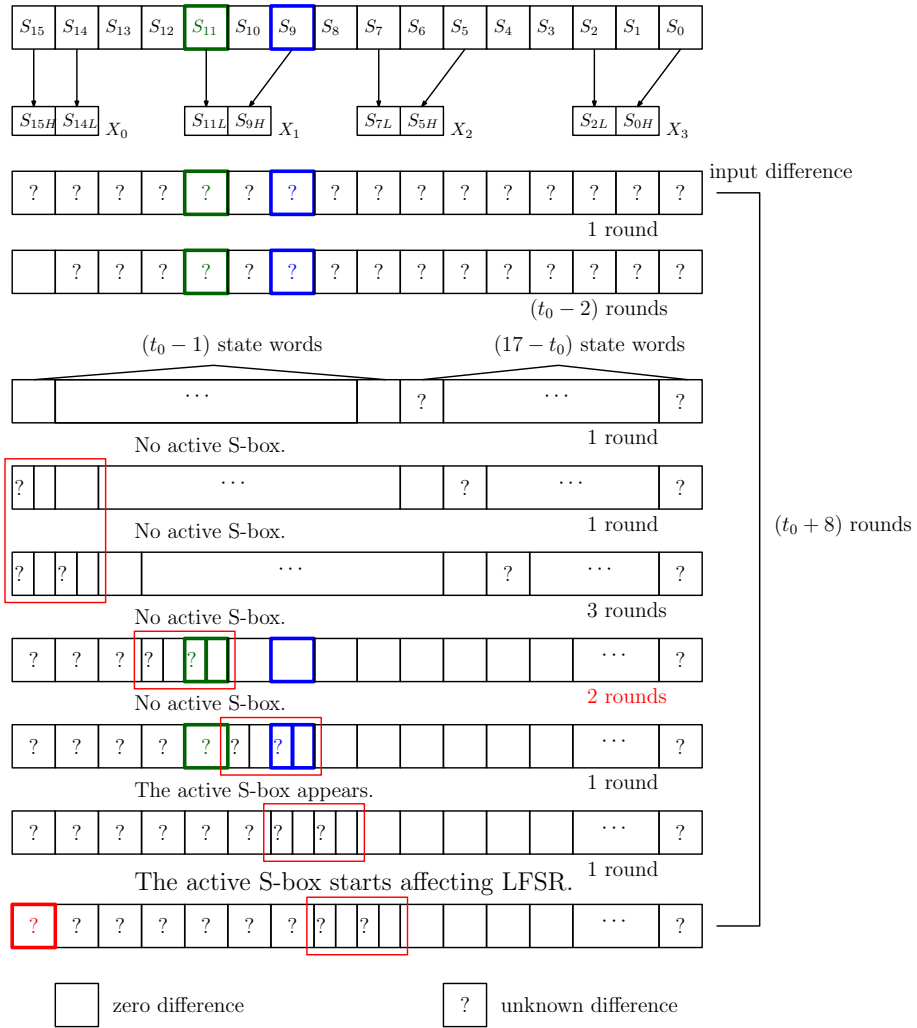 S₁₅ S₁₄ S₁₃ S₁₂ S₁₁ S₁₀ S₉ S₈ S₇ S₆ S₅ S₄ S₃ S₂ S₁ S₀
S₁₅H S₁₄L X₀ S₁₁L S₉H X₁ S₇L S₅H X₂ S₂L S₀H X₃
input difference
? ? ? ? ? ? ? ? ? ? ? ? ? ? ? ?
1 round
? ? ? ? ? ? ? ? ? ? ? ? ? ? ?
(t₀ − 2) rounds
(t₀ − 1) state words (17 − t₀) state words
⋯ ? ⋯ ?
No active S-box. 1 round
? ⋯ ? ⋯ ?
No active S-box. 1 round
(t₀ + 8) rounds
? ? ⋯ ? ⋯ ?
No active S-box. 3 rounds
? ? ? ? ? ⋯ ?
No active S-box. 2 rounds
? ? ? ? ? ? ? ⋯ ?
The active S-box appears. 1 round
? ? ? ? ? ? ? ? ⋯ ?
The active S-box starts affecting LFSR. 1 round
? ? ? ? ? ? ? ? ? ⋯ ?
zero difference ? unknown difference